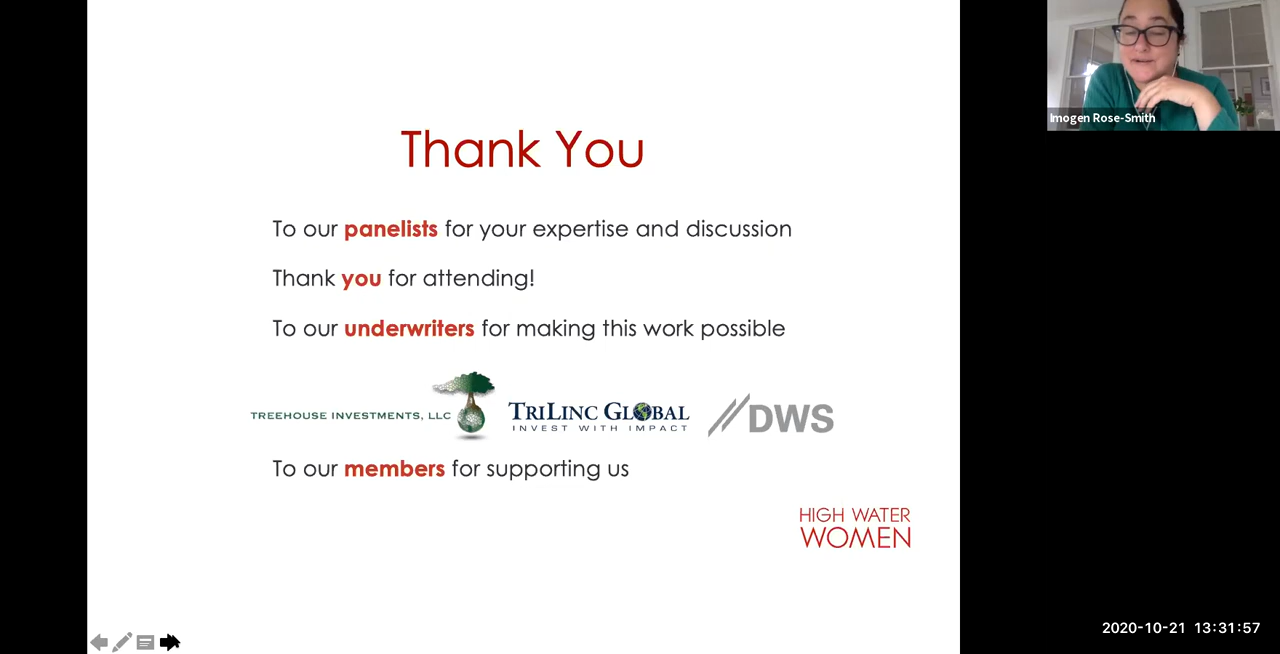 Thank You
To our panelists for your expertise and discussion
Thank you for attending!
To our underwriters for making this work possible
TREEHOUSE INVESTMENTS, LLC
TRILINC GLOBAL
INVEST WITH IMPACT
DWS
To our members for supporting us
HIGH WATER
WOMEN
Imogen Rose-Smith
2020-10-21 13:31:57